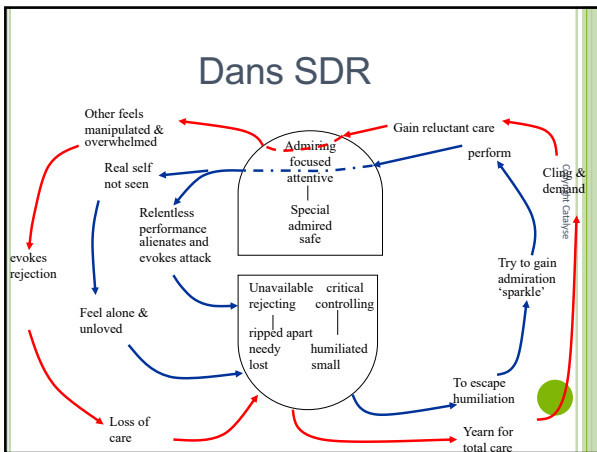 Dans SDR
Other feels
manipulated &
overwhelmed
Gain reluctant care
perform
Cling &
demand
Copyright Catalyse
Admiring
focused
attentive
Special
admired
safe
Real self
not seen
Relentless
performance
alienates and
evokes attack
evokes
rejection
Try to gain
admiration
‘sparkle’
Unavailable
rejecting
ripped apart
needy
lost
critical
controlling
humiliated
small
Feel alone &
unloved
To escape
humiliation
Loss of
care
Yearn for
total care